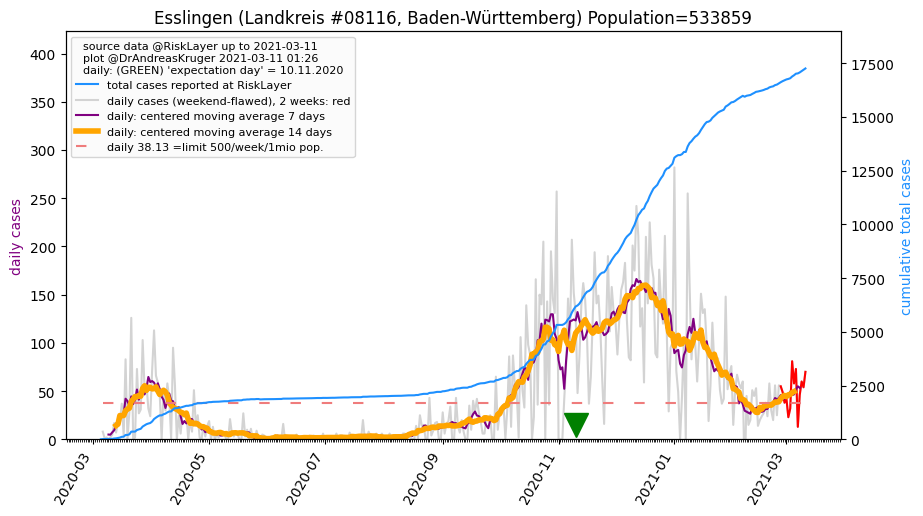 Esslingen (Landkreis #08116, Baden-Württemberg) Population=533859
source data @RiskLayer up to 2021-03-11
plot @DrAndreasKruger 2021-03-11 01:26
daily: (GREEN) 'expectation day' = 10.11.2020
total cases reported at RiskLayer
daily cases (weekend-flawed), 2 weeks: red
daily: centered moving average 7 days
daily: centered moving average 14 days
daily 38.13 =limit 500/week/1mio pop.
daily cases
400
350
300
250
200
150
100
50
0
cumulative total cases
17500
15000
12500
10000
7500
5000
2500
0
2020-03
2020-05
2020-07
2020-09
2020-11
2021-01
2021-03